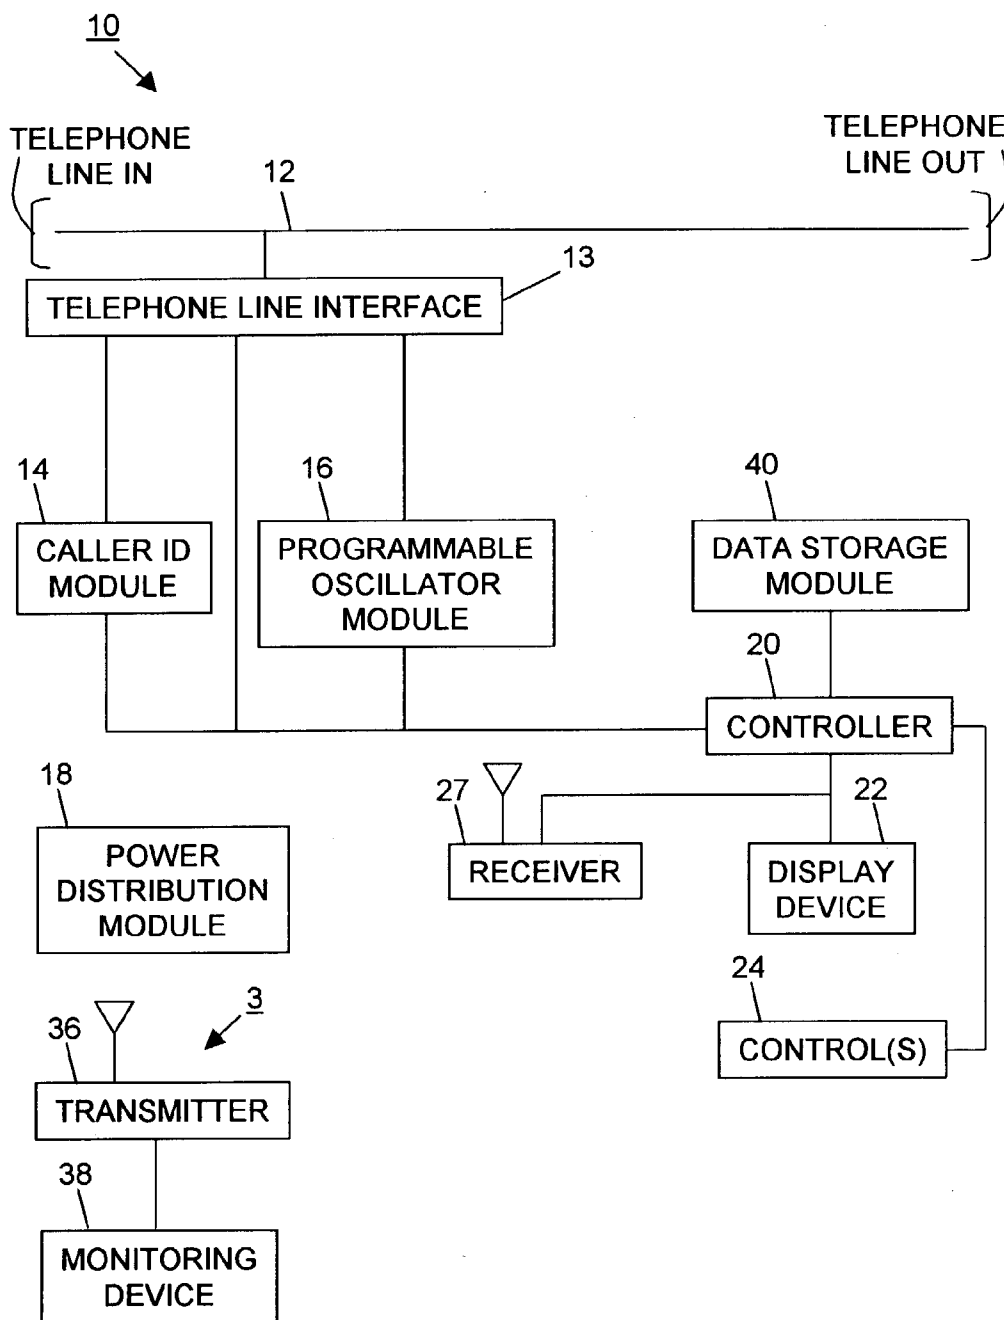 10
TELEPHONE
LINE IN
TELEPHONE
LINE OUT
12
13
TELEPHONE LINE INTERFACE
14
16
40
CALLER ID
MODULE
PROGRAMMABLE
OSCILLATOR
MODULE
DATA STORAGE
MODULE
20
CONTROLLER
18
27
22
POWER
DISTRIBUTION
MODULE
RECEIVER
DISPLAY
DEVICE
24
36
3
CONTROL(S)
TRANSMITTER
38
MONITORING
DEVICE